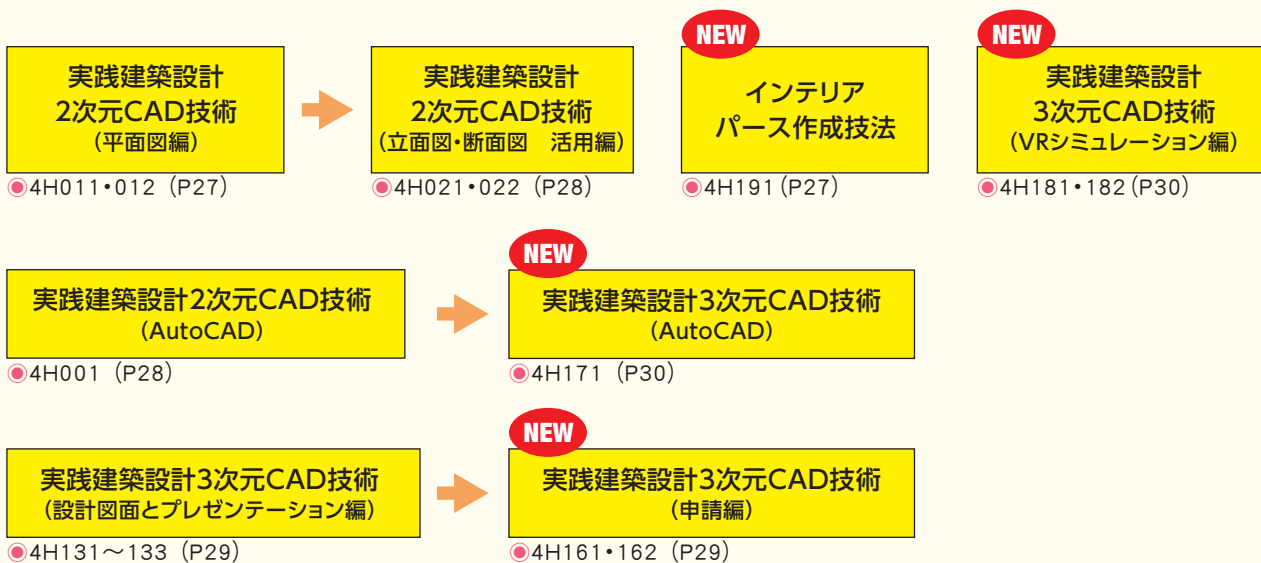 NEW
NEW
実践建築設計
2次元CAD技術
(平面図編)
実践建築設計
2次元CAD技術
(立面図・断面図　活用編)
インテリア
パース作成技法
実践建築設計
3次元CAD技術
(VRシミュレーション編)
◉4H011・012 (P27)
◉4H021・022 (P28)
◉4H191 (P27)
◉4H181・182 (P30)
NEW
実践建築設計2次元CAD技術
(AutoCAD)
実践建築設計3次元CAD技術
(AutoCAD)
◉4H001 (P28)
◉4H171 (P30)
NEW
実践建築設計3次元CAD技術
(設計図面とプレゼンテーション編)
実践建築設計3次元CAD技術
(申請編)
◉4H131～133 (P29)
◉4H161・162 (P29)